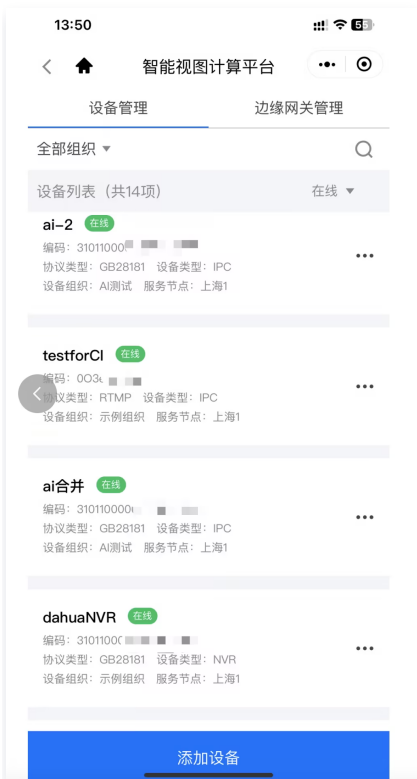 13:50
55
智能视图计算平台
设备管理
边缘网关管理
全部组织
设备列表（共14项）
在线
ai-2 在线
编码：31011000
协议类型：GB28181 设备类型：IPC
设备组织：AI测试 服务节点：上海1
testforCI 在线
编码：003
协议类型：RTMP 设备类型：IPC
设备组织：示例组织 服务节点：上海1
ai合并 在线
编码：310110000
协议类型：GB28181 设备类型：IPC
设备组织：AI测试 服务节点：上海1
dahuaNVR 在线
编码：3101100
协议类型：GB28181 设备类型：NVR
设备组织：示例组织 服务节点：上海1
添加设备